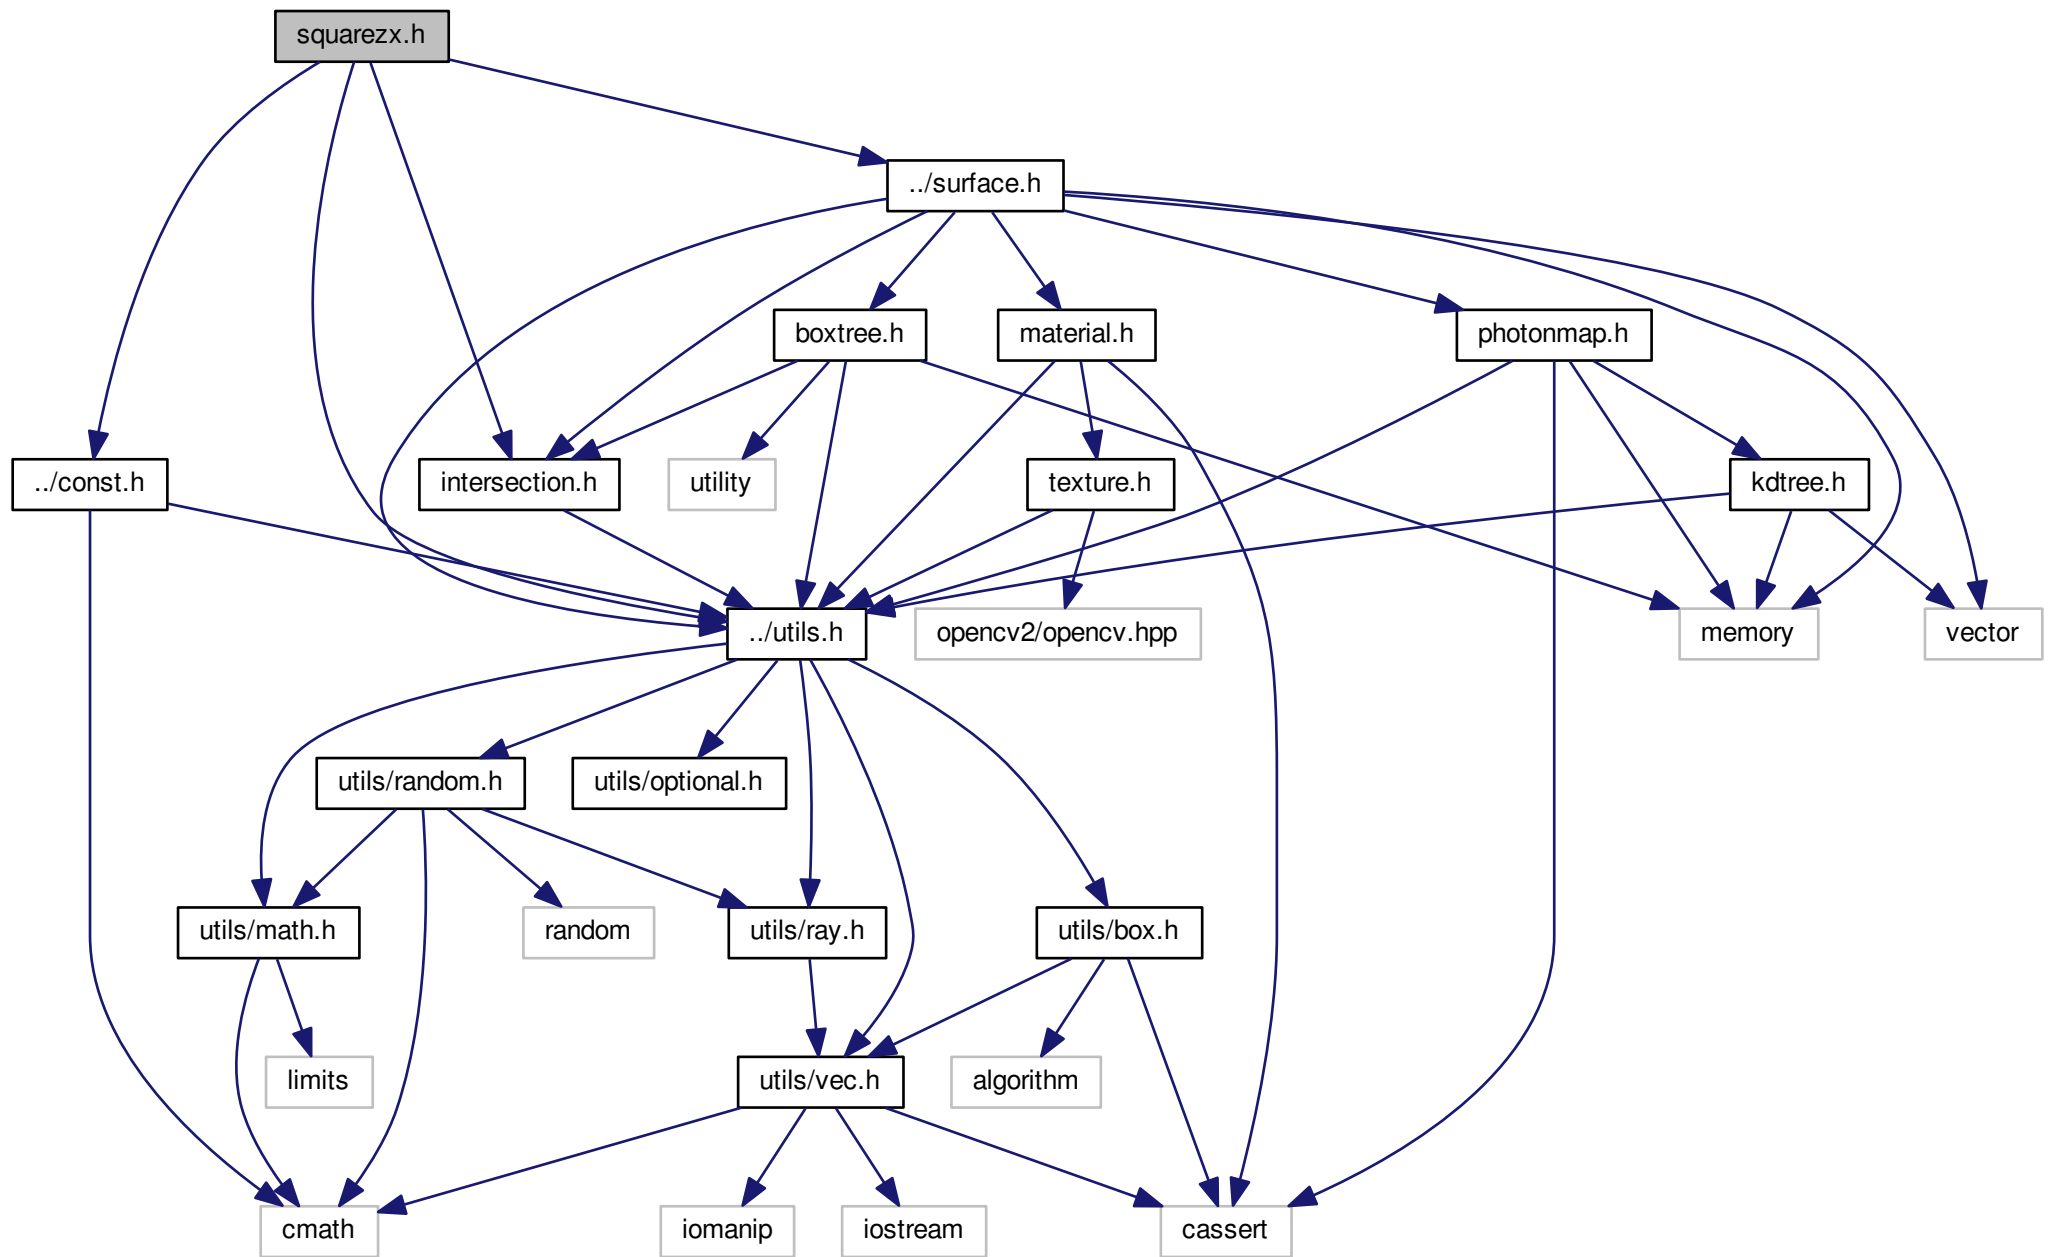 squarezx.h
../surface.h
boxtree.h
material.h
photonmap.h
../const.h
intersection.h
utility
texture.h
kdtree.h
../utils.h
opencv2/opencv.hpp
memory
vector
utils/random.h
utils/optional.h
utils/math.h
random
utils/ray.h
utils/box.h
limits
utils/vec.h
algorithm
cmath
iomanip
iostream
cassert